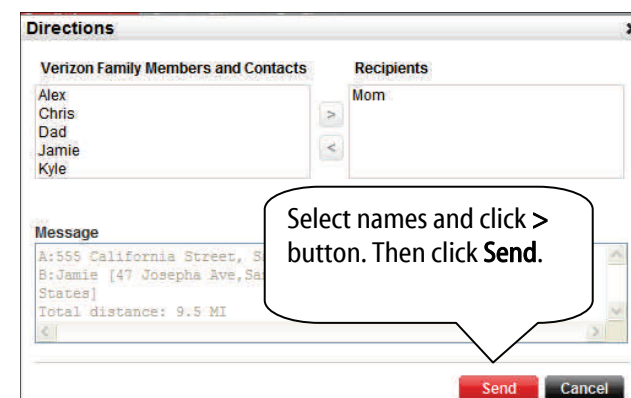 Directions x
Verizon Family Members and Contacts Recipients
Alex Mom
Chris >
Dad
Jamie <
Kyle
Select names and click >
button. Then click Send.
Message
A:555 California Street,
B:Jamie [47 Josepha Ave,
States]
Total distance: 9.5 MI
Send Cancel